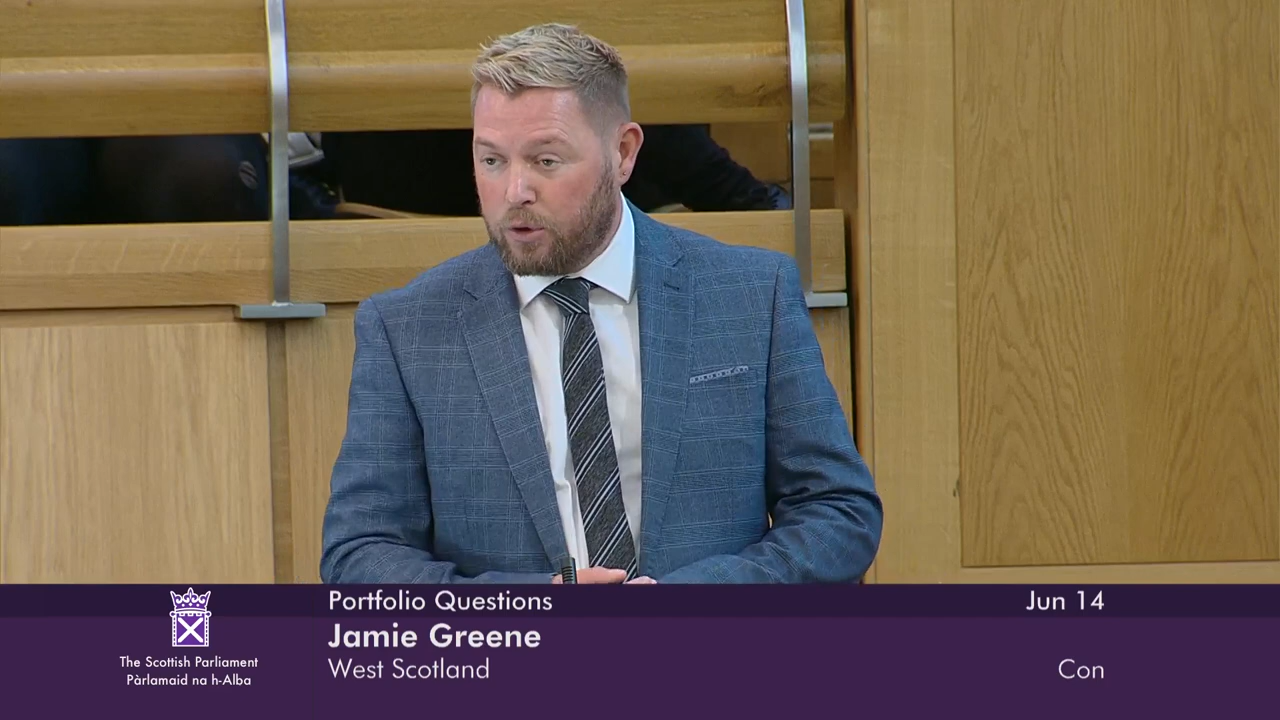 Portfolio Questions
Jun 14
Jamie Greene
West Scotland
Con
The Scottish Parliament
Pàrlamaid na h-Alba